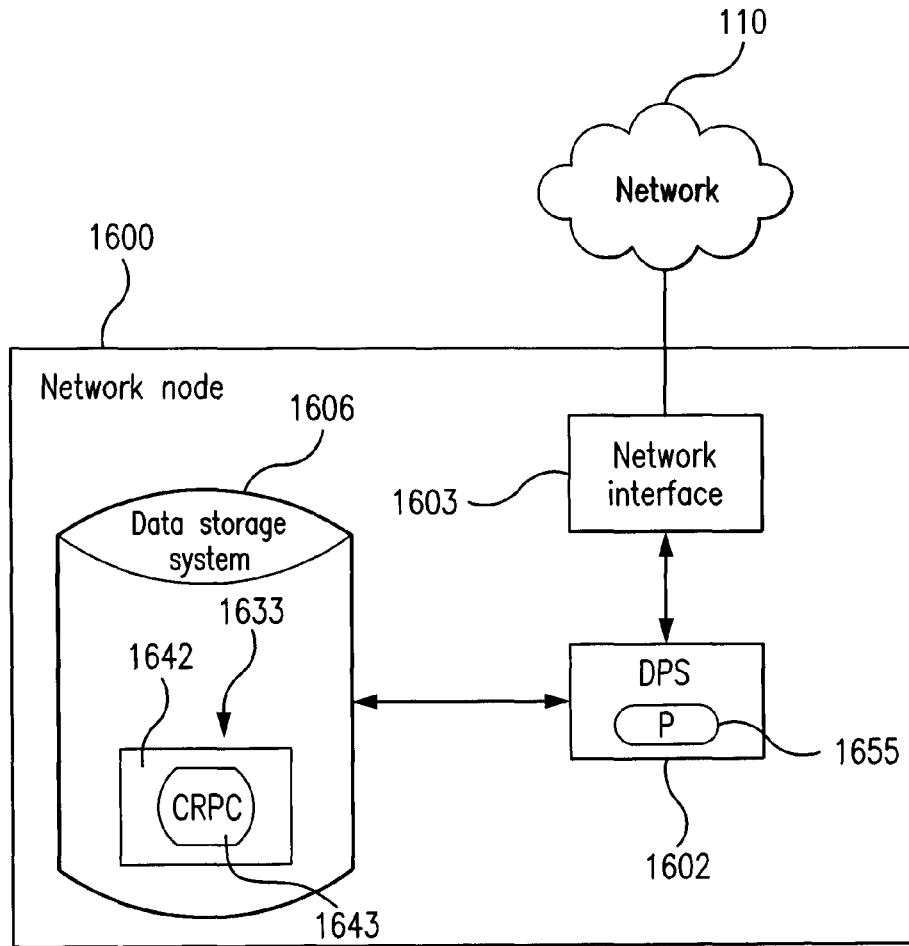 110
Network
1600
Network node
1606
Network
interface
1603
Data storage
system
1633
1642
DPS
P
1655
CRPC
1602
1643